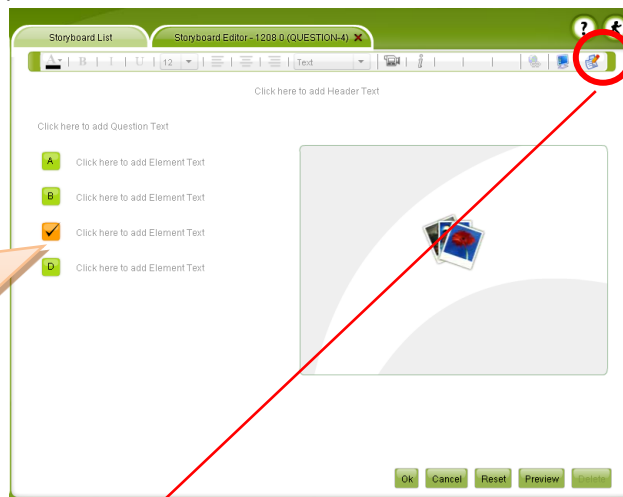 ?
Storyboard List Storyboard Editor - 1208.0 (QUESTION-4) ×
A B I U 12 Text i
Click here to add Header Text
Click here to add Question Text
A Click here to add Element Text
B Click here to add Element Text
Click here to add Element Text
D Click here to add Element Text
Ok Cancel Reset Preview Delete